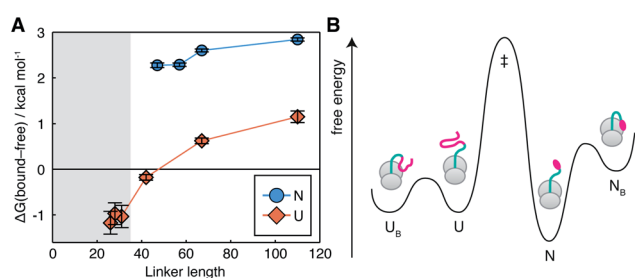 A
ΔG(bound–free) / kcal mol⁻¹
3
2
1
0
-1
0 20 40 60 80 100 120
Linker length
N
U
B
free energy
‡
U_B
U
N
N_B